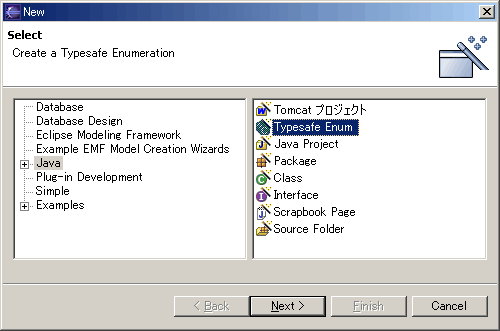 New
Select
Create a Typesafe Enumeration
Database
Database Design
Eclipse Modeling Framework
Example EMF Model Creation Wizards
Java
Plug-in Development
Simple
Examples
Tomcat プロジェクト
Typesafe Enum
Java Project
Package
Class
Interface
Scrapbook Page
Source Folder
< Back
Next >
Finish
Cancel